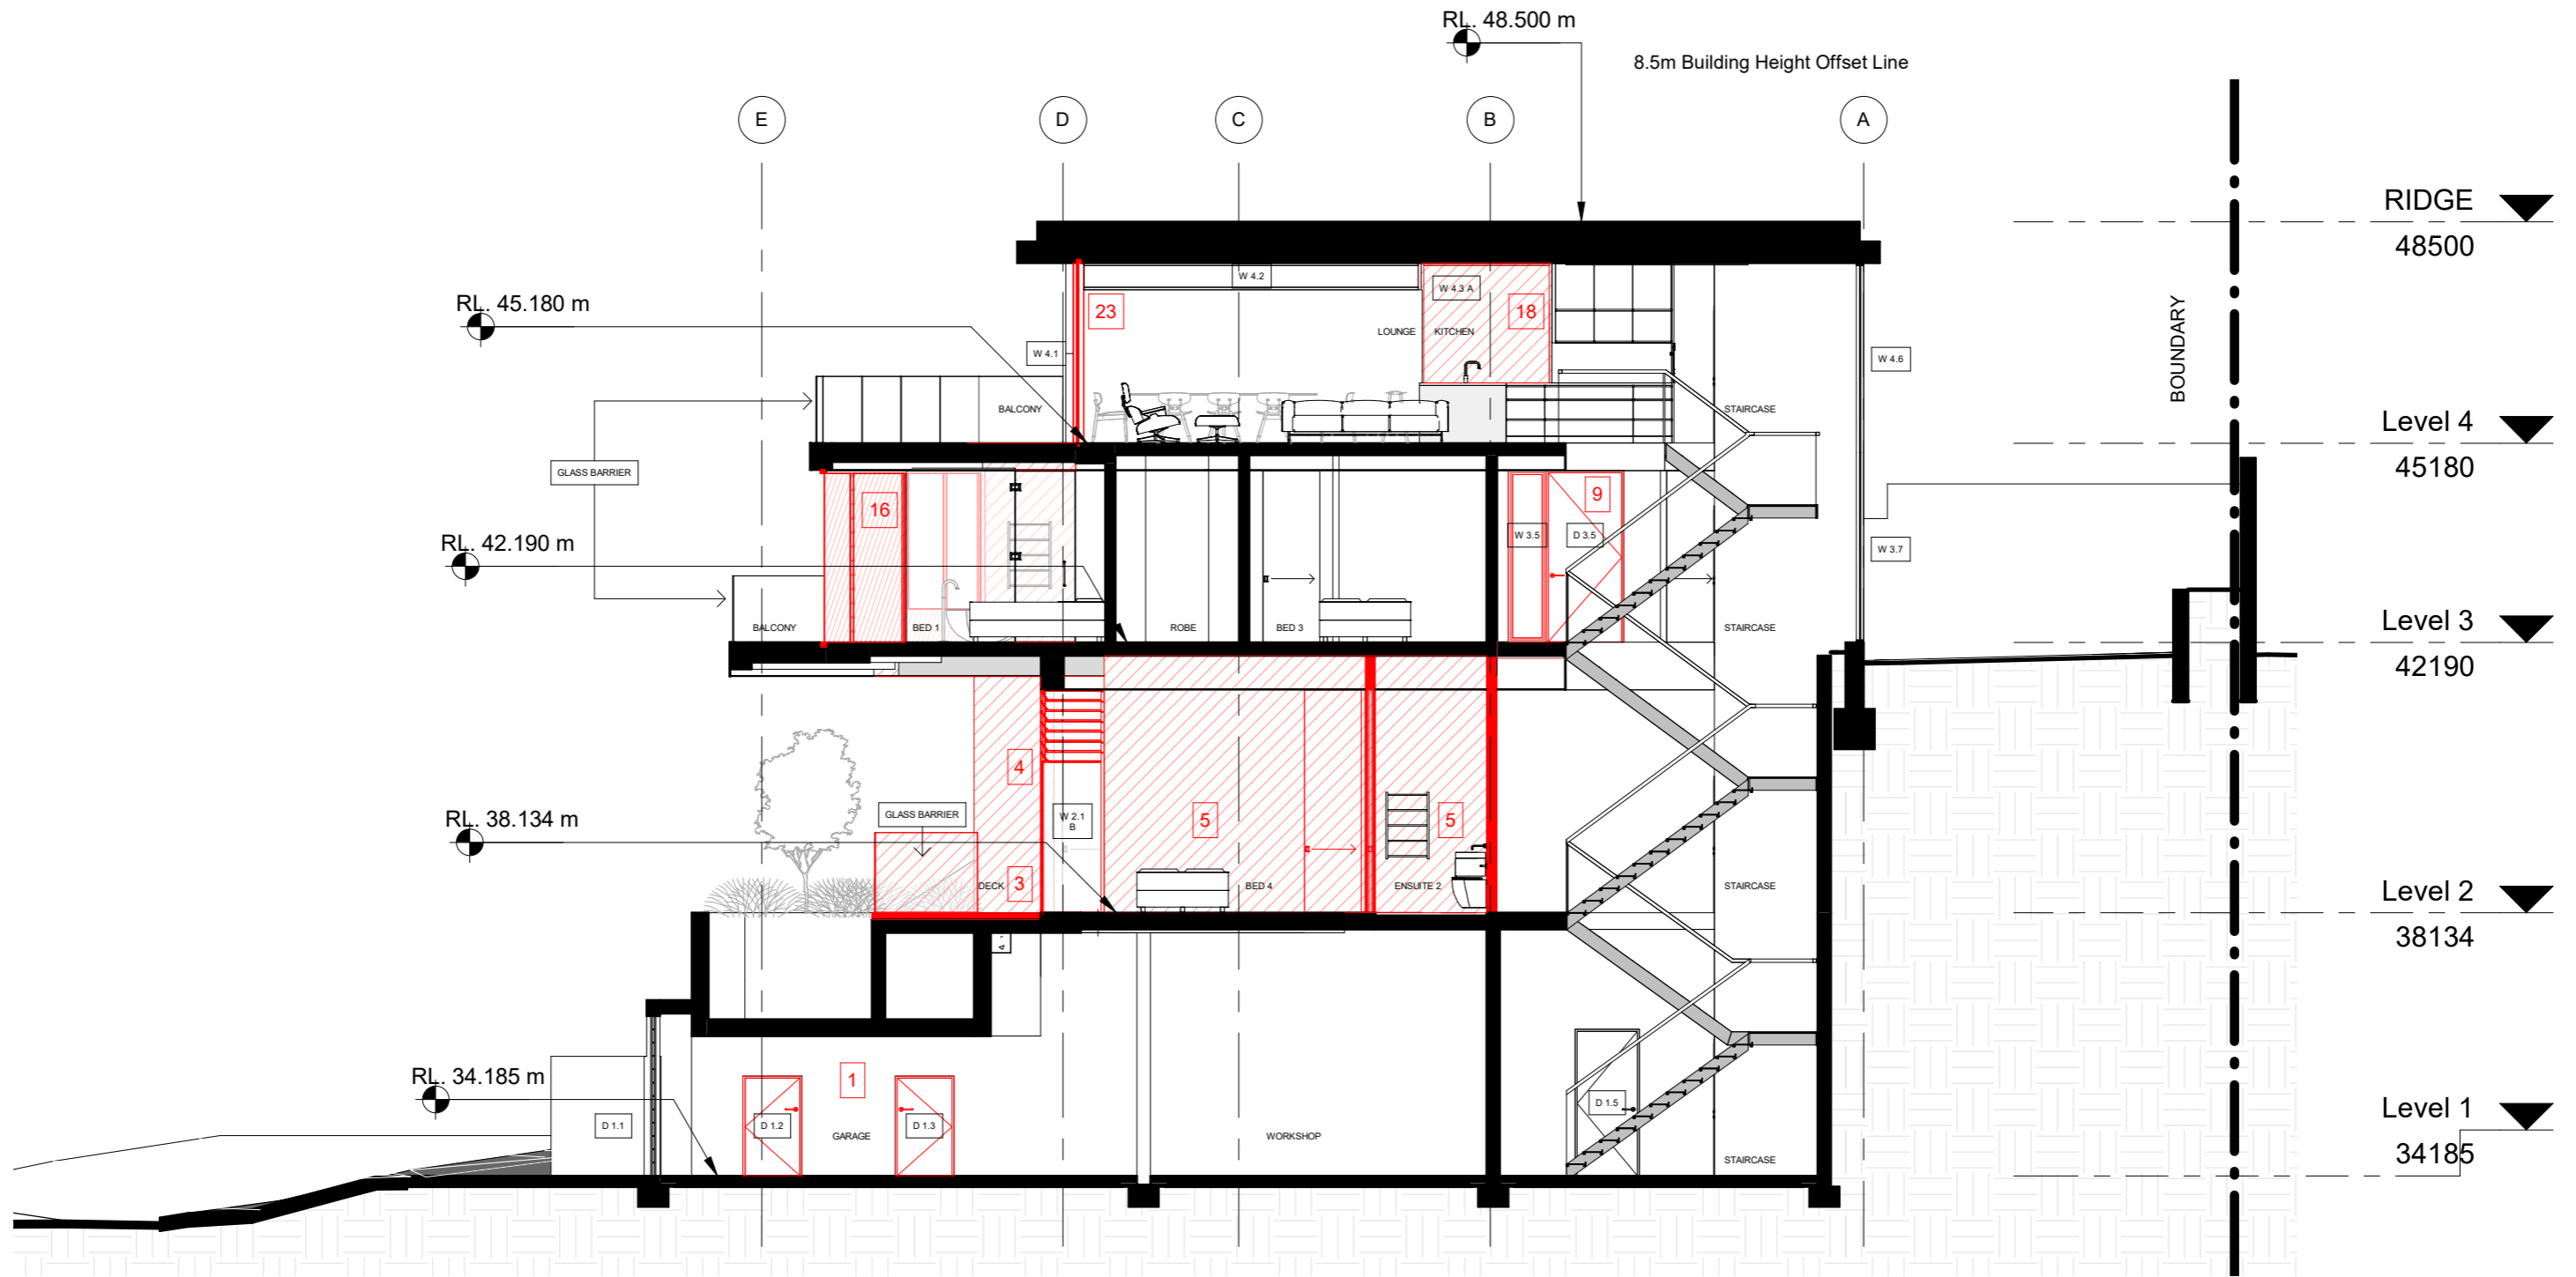 RL. 48.500 m
8.5m Building Height Offset Line
E
D
C
B
A
RIDGE
48500
W 4.2
W 4.3 A
RL. 45.180 m
23
18
LOUNGE
KITCHEN
BOUNDARY
W 4.1
W 4.6
BALCONY
STAIRCASE
Level 4
45180
GLASS BARRIER
16
9
RL. 42.190 m
W 3.5
D 3.5
W 3.7
BALCONY
BED 1
ROBE
BED 3
STAIRCASE
Level 3
42190
4
GLASS BARRIER
RL. 38.134 m
W 2.1
B
5
5
DECK
3
BED 4
ENSUITE 2
STAIRCASE
Level 2
38134
RL. 34.185 m
1
D 1.1
D 1.2
D 1.3
D 1.5
GARAGE
WORKSHOP
STAIRCASE
Level 1
34185